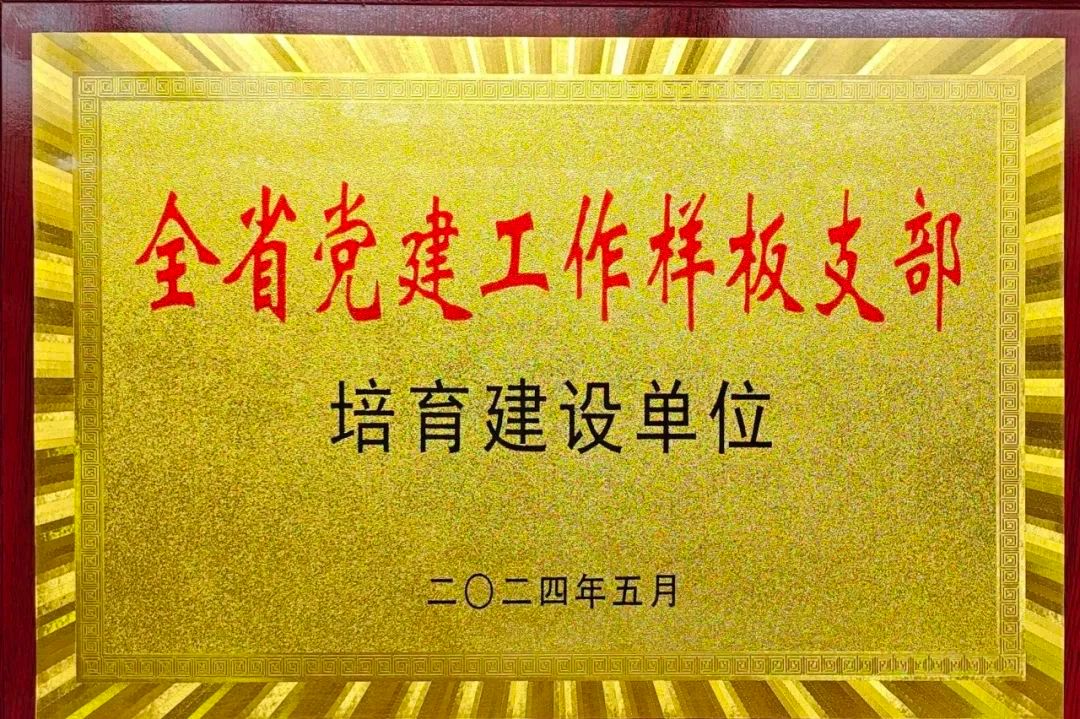 全省党建工作样板支部
培育建设单位
二〇二四年五月